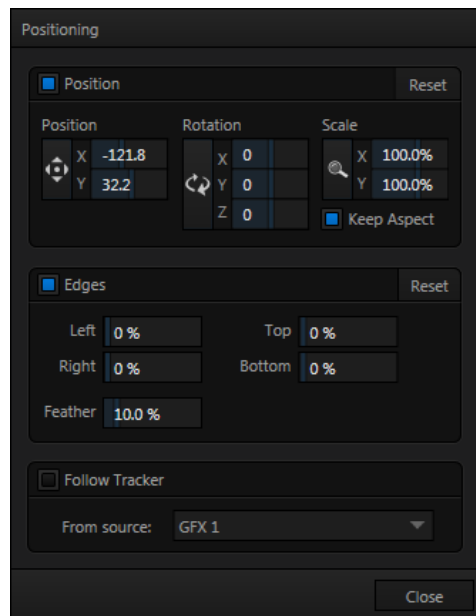 Positioning
Position Reset
Position Rotation Scale
X -121.8 X 0 X 100.0%
Y 32.2 Y 0 Y 100.0%
Z 0 Keep Aspect
Edges Reset
Left 0 % Top 0 %
Right 0 % Bottom 0 %
Feather 10.0 %
Follow Tracker
From source: GFX 1
Close